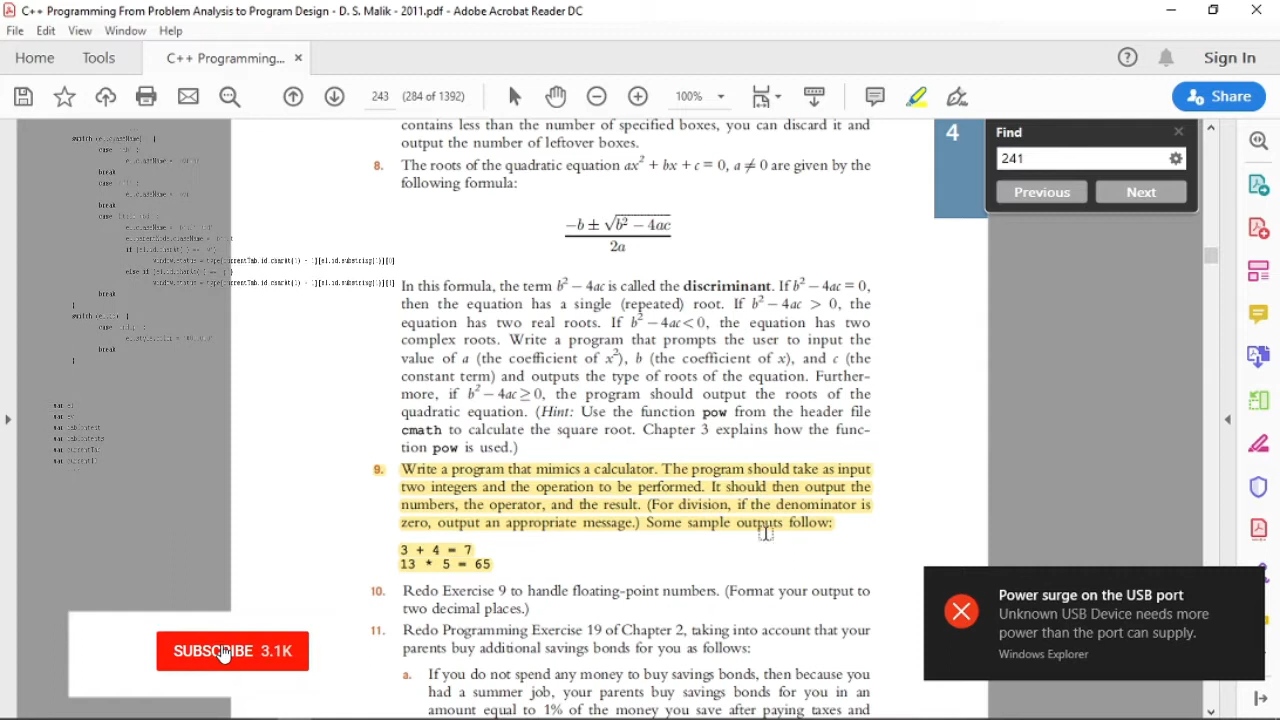 C++ Programming From Problem Analysis to Program Design - D. S. Malik - 2011.pdf - Adobe Acrobat Reader DC
File Edit View Window Help
Home Tools C++ Programming... × Sign In
243 (284 of 1392) 100% Share
contains less than the number of specified boxes, you can discard it and
output the number of leftover boxes.
8. The roots of the quadratic equation ax² + bx + c = 0, a ≠ 0 are given by the
following formula:
−b ± √b² − 4ac
2a
In this formula, the term b² − 4ac is called the discriminant. If b² − 4ac = 0,
then the equation has a single (repeated) root. If b² − 4ac > 0, the
equation has two real roots. If b² − 4ac < 0, the equation has two
complex roots. Write a program that prompts the user to input the
value of a (the coefficient of x²), b (the coefficient of x), and c (the
constant term) and outputs the type of roots of the equation. Further-
more, if b² − 4ac ≥ 0, the program should output the roots of the
quadratic equation. (Hint: Use the function pow from the header file
cmath to calculate the square root. Chapter 3 explains how the func-
tion pow is used.)
9. Write a program that mimics a calculator. The program should take as input
two integers and the operation to be performed. It should then output the
numbers, the operator, and the result. (For division, if the denominator is
zero, output an appropriate message.) Some sample outputs follow:
3 + 4 = 7
13 * 5 = 65
10. Redo Exercise 9 to handle floating-point numbers. (Format your output to
two decimal places.)
11. Redo Programming Exercise 19 of Chapter 2, taking into account that your
parents buy additional savings bonds for you as follows:
a. If you do not spend any money to buy savings bonds, then because you
had a summer job, your parents buy savings bonds for you in an
amount equal to 1% of the money you save after paying taxes and
4
Find
241
Previous Next
break
break
break
break
break
Power surge on the USB port
Unknown USB Device needs more
power than the port can supply.
Windows Explorer
SUBSCRIBE 3.1K